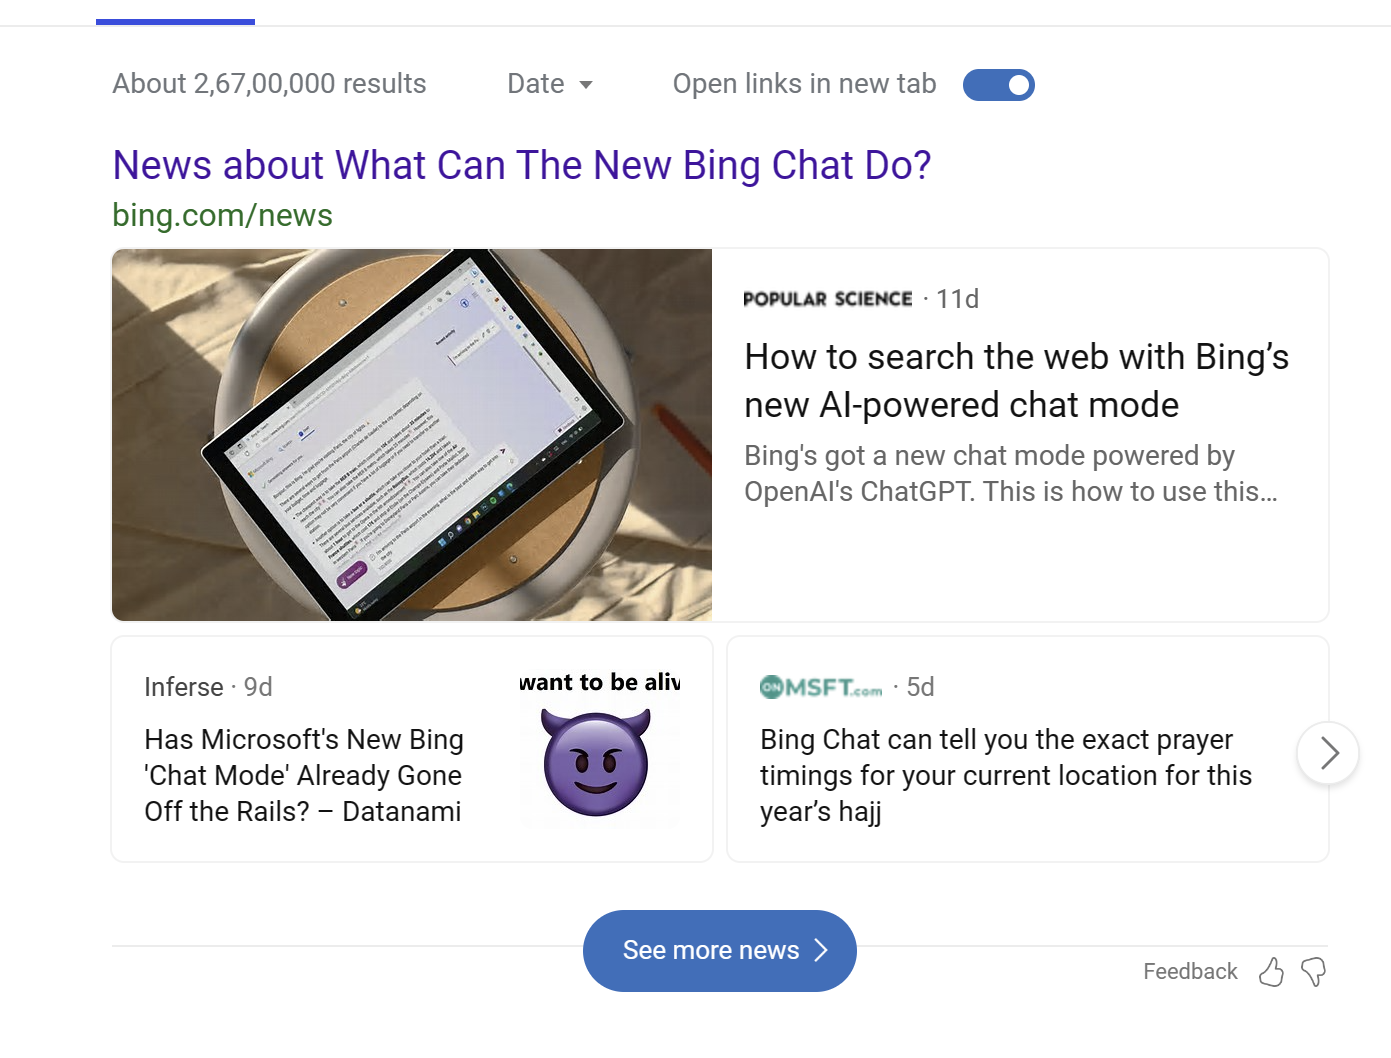 About 2,67,00,000 results Date Open links in new tab
News about What Can The New Bing Chat Do?
bing.com/news
POPULAR SCIENCE · 11d
How to search the web with Bing’s
new AI-powered chat mode
Bing's got a new chat mode powered by
OpenAI's ChatGPT. This is how to use this...
Inferse · 9d
want to be aliv
Has Microsoft's New Bing
'Chat Mode' Already Gone
Off the Rails? – Datanami
ONMSFT.com · 5d
Bing Chat can tell you the exact prayer
timings for your current location for this
year’s hajj
See more news
Feedback